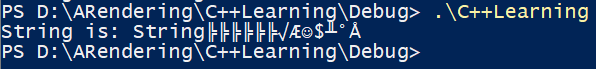 PS D:\ARendering\C++Learning\Debug> .\C++Learning
String is: String╠╠╠╠╠╠√Æ☺$╨°Å
PS D:\ARendering\C++Learning\Debug>